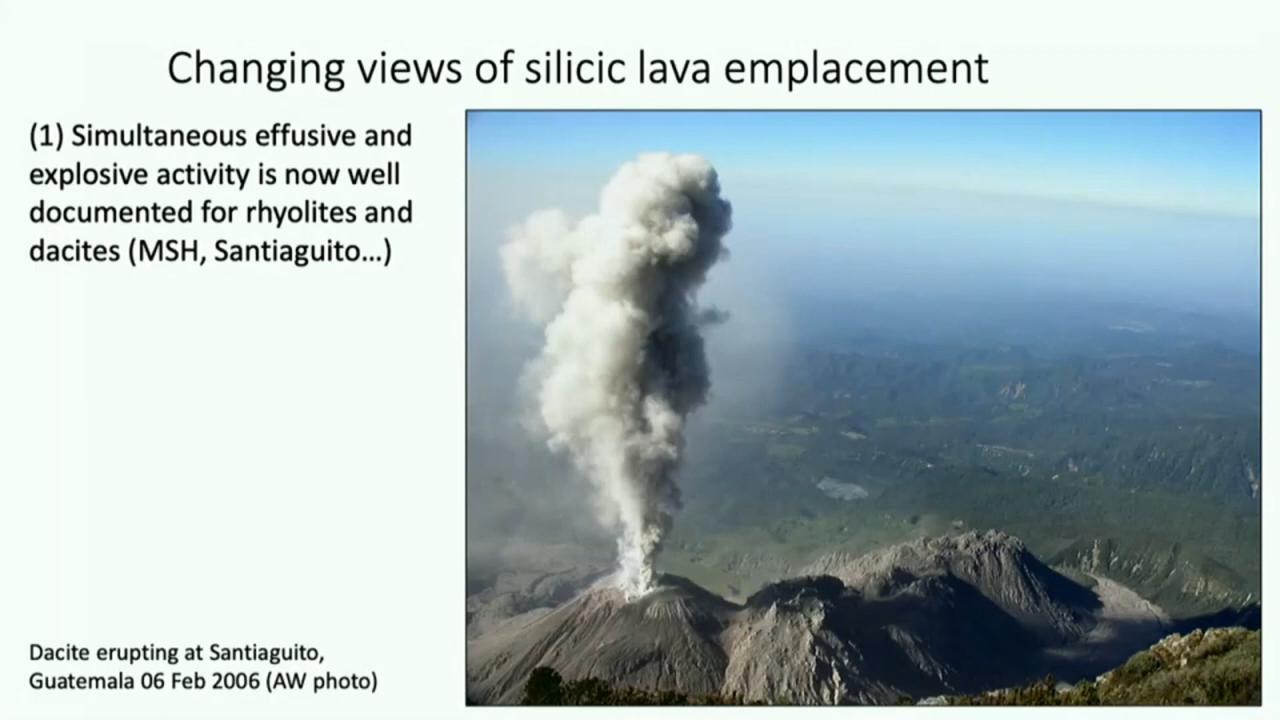 Changing views of silicic lava emplacement
(1) Simultaneous effusive and
explosive activity is now well
documented for rhyolites and
dacites (MSH, Santiaguito...)
Dacite erupting at Santiaguito,
Guatemala 06 Feb 2006 (AW photo)